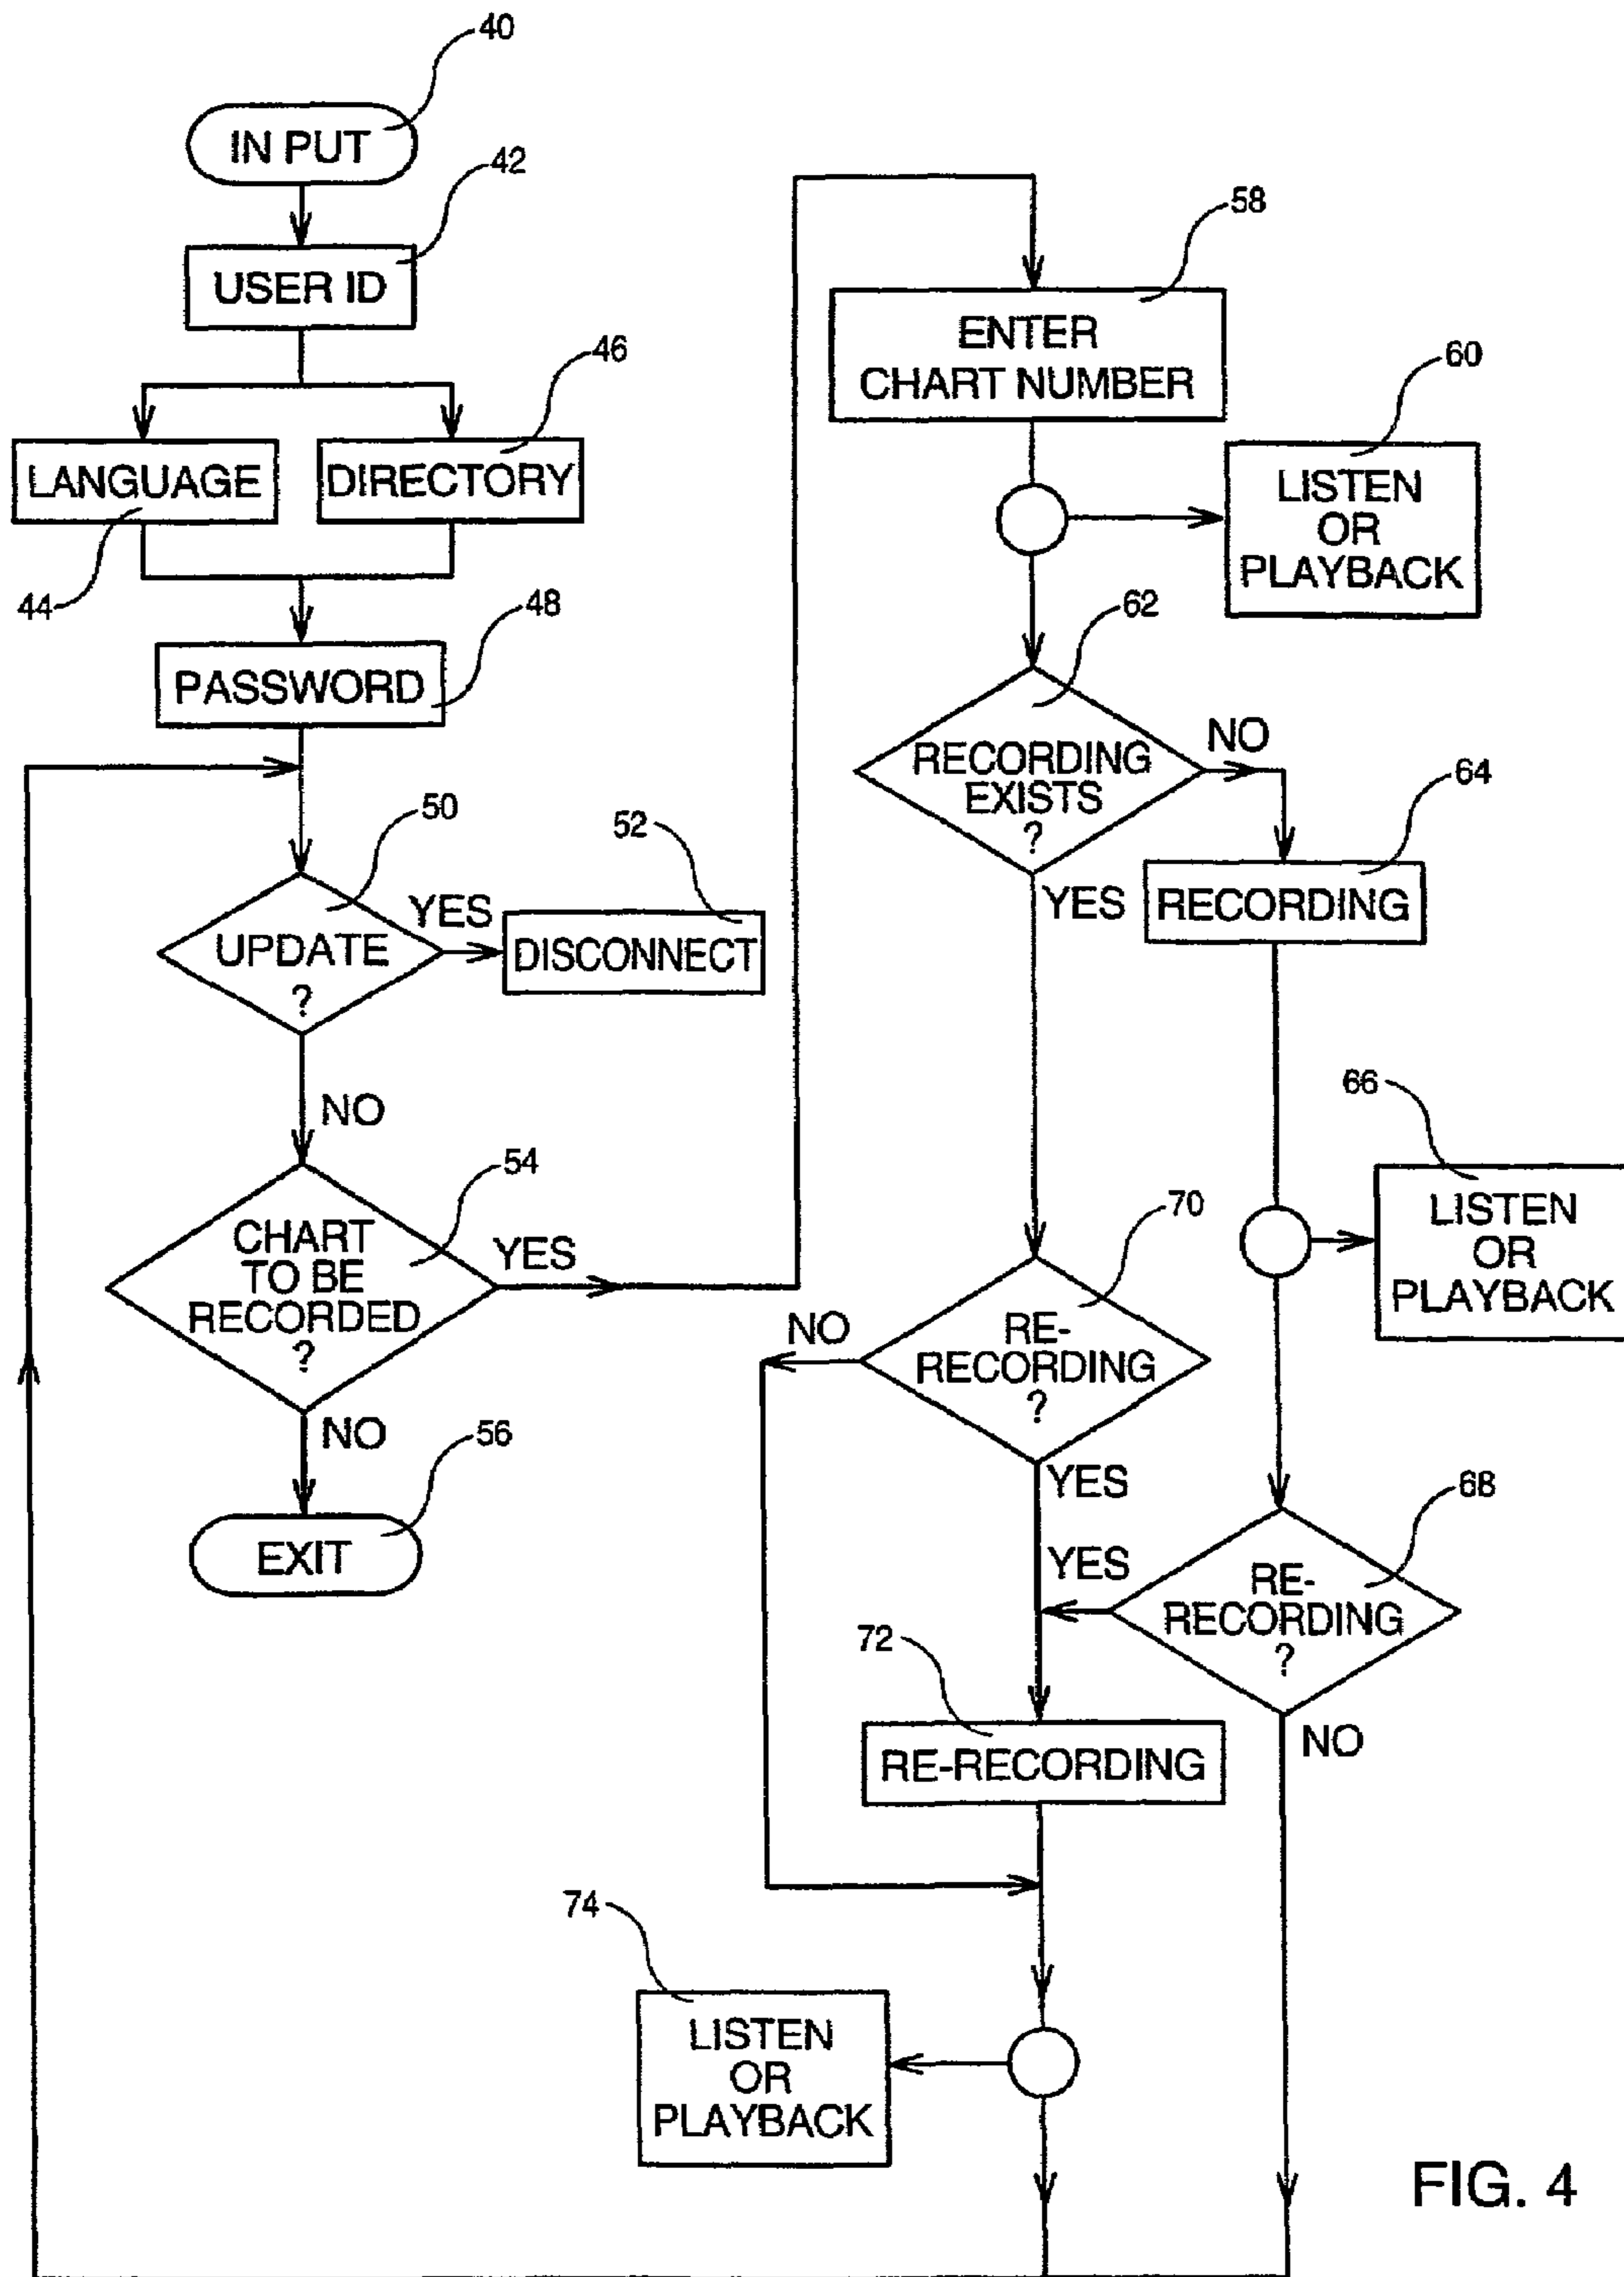 40
IN PUT
42
USER ID
46
LANGUAGE
DIRECTORY
44
48
PASSWORD
50
52
YES
UPDATE
?
DISCONNECT
NO
54
CHART
TO BE
RECORDED
?
YES
NO
56
EXIT
58
ENTER
CHART NUMBER
60
LISTEN
OR
PLAYBACK
62
RECORDING
EXISTS
?
NO
64
YES
RECORDING
66
LISTEN
OR
PLAYBACK
70
NO
RE-
RECORDING
?
YES
68
YES
RE-
RECORDING
?
72
RE-RECORDING
NO
74
LISTEN
OR
PLAYBACK
FIG. 4